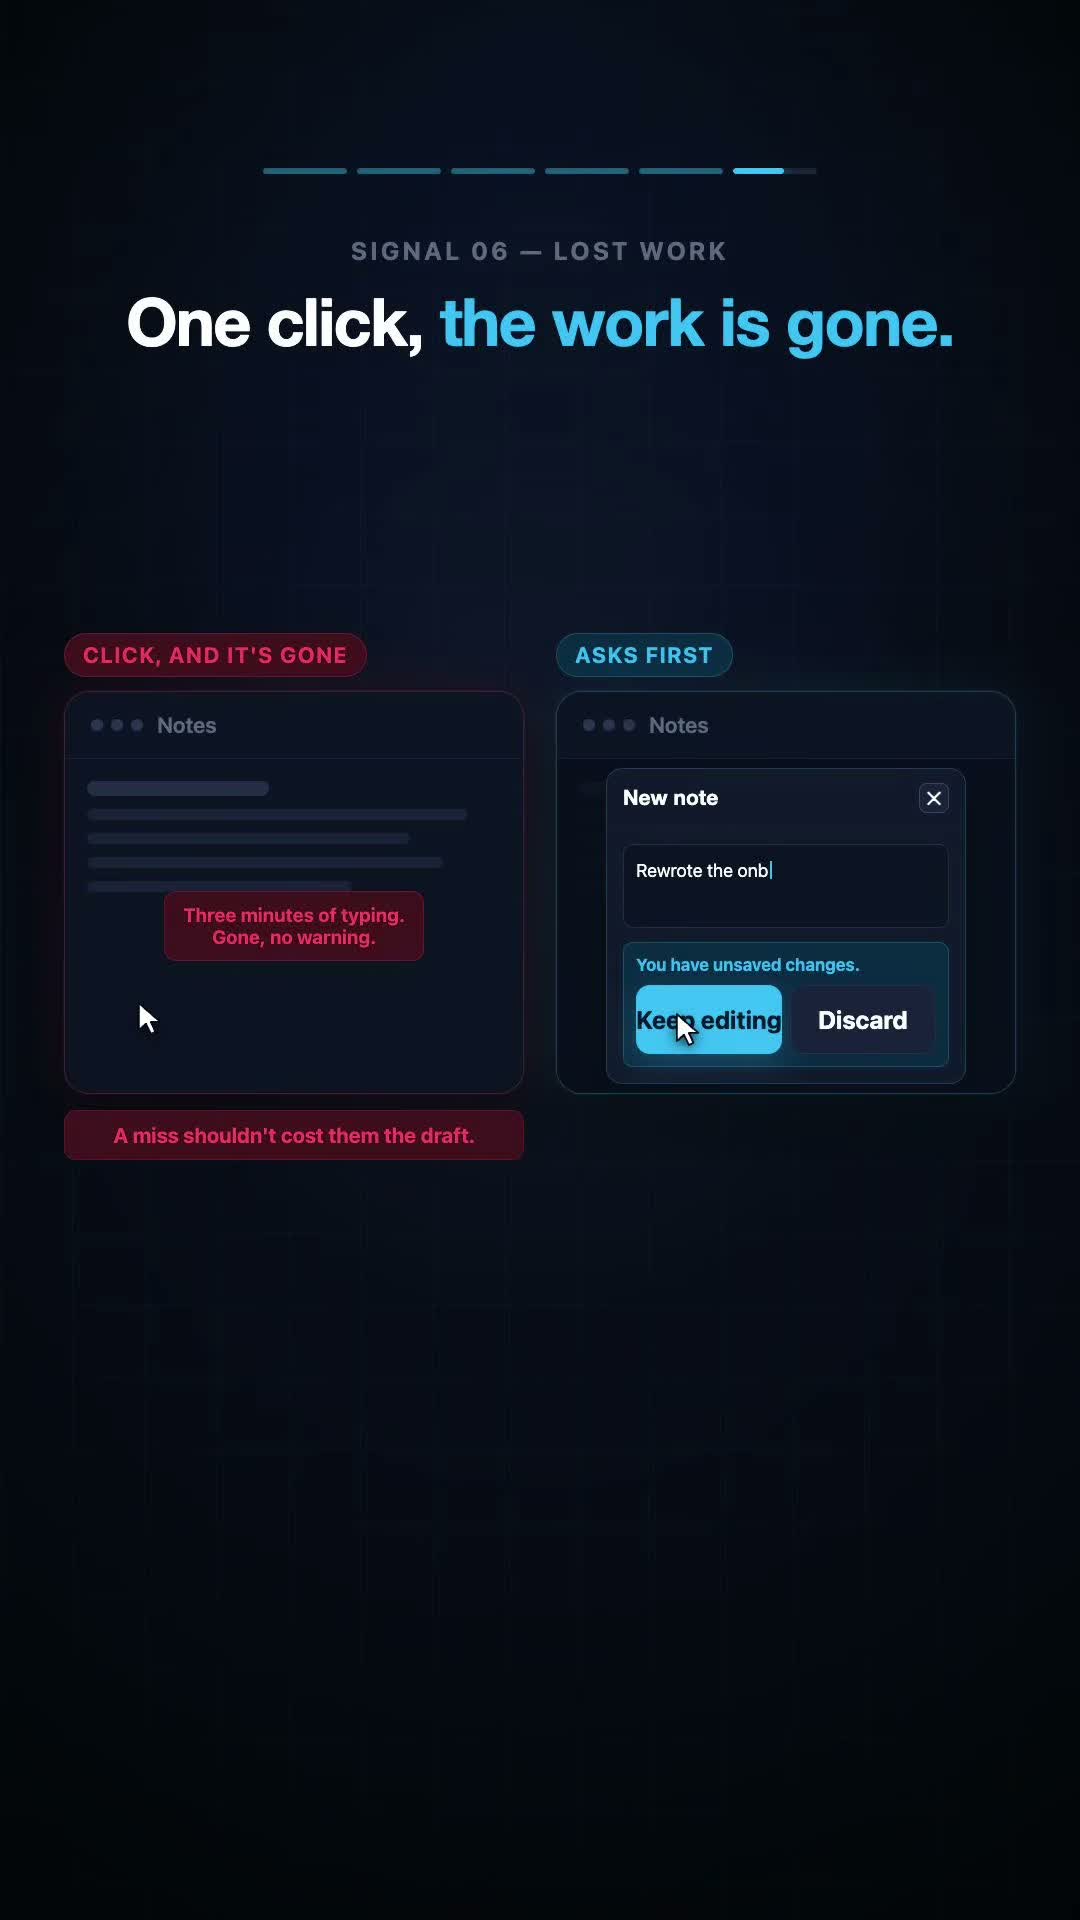 SIGNAL 06 — LOST WORK
One click, the work is gone.
CLICK, AND IT'S GONE
Notes
Three minutes of typing.
Gone, no warning.
A miss shouldn't cost them the draft.
ASKS FIRST
Notes
New note
Rewrote the onb
You have unsaved changes.
Keep editing
Discard